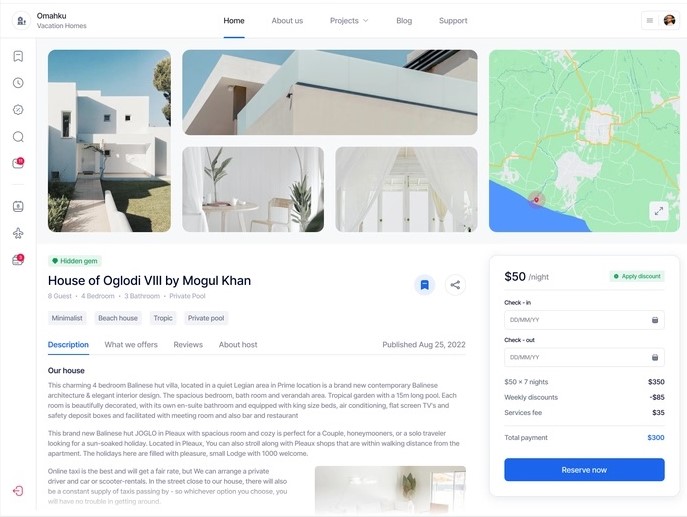 Omahku
Vacation Homes
Home
About us
Projects
Blog
Support
Hidden gem
House of Oglodi VIII by Mogul Khan
8 Guest • 4 Bedroom • 3 Bathroom • Private Pool
Minimalist
Beach house
Tropic
Private pool
Description
What we offers
Reviews
About host
Published Aug 25, 2022
Our house
This charming 4 bedroom Balinese hut villa, located in a quiet Legian area in Prime location is a brand new contemporary Balinese
architecture & elegant interior design. The spacious bedroom, bath room and verandah area. Tropical garden with a 15m long pool. Each
room is beautifully decorated, with its own en-suite bathroom and equipped with king size beds, air conditioning, flat screen TV's and
safety deposit boxes and facilitated with meeting room and also bar and restaurant
This brand new Balinese hut JOGLO in Pleaux with spacious room and cozy is perfect for a Couple, honeymooners, or a solo traveler
looking for a sun-soaked holiday. Located in Pleaux, You can also stroll along with Pleaux shops that are within walking distance from the
apartment. The holidays here are filled with pleasure, small Lodge with 1000 welcome.
Online taxi is the best and will get a fair rate, but We can arrange a private
driver and car or scooter-rentals. In the street close to our house, there will also
be a constant supply of taxis passing by - so whichever option you choose, you
will have no trouble in getting around.
$50 /night
Apply discount
Check - in
DD/MM/YY
Check - out
DD/MM/YY
$50 x 7 nights
$350
Weekly discounts
-$85
Services fee
$35
Total payment
$300
Reserve now